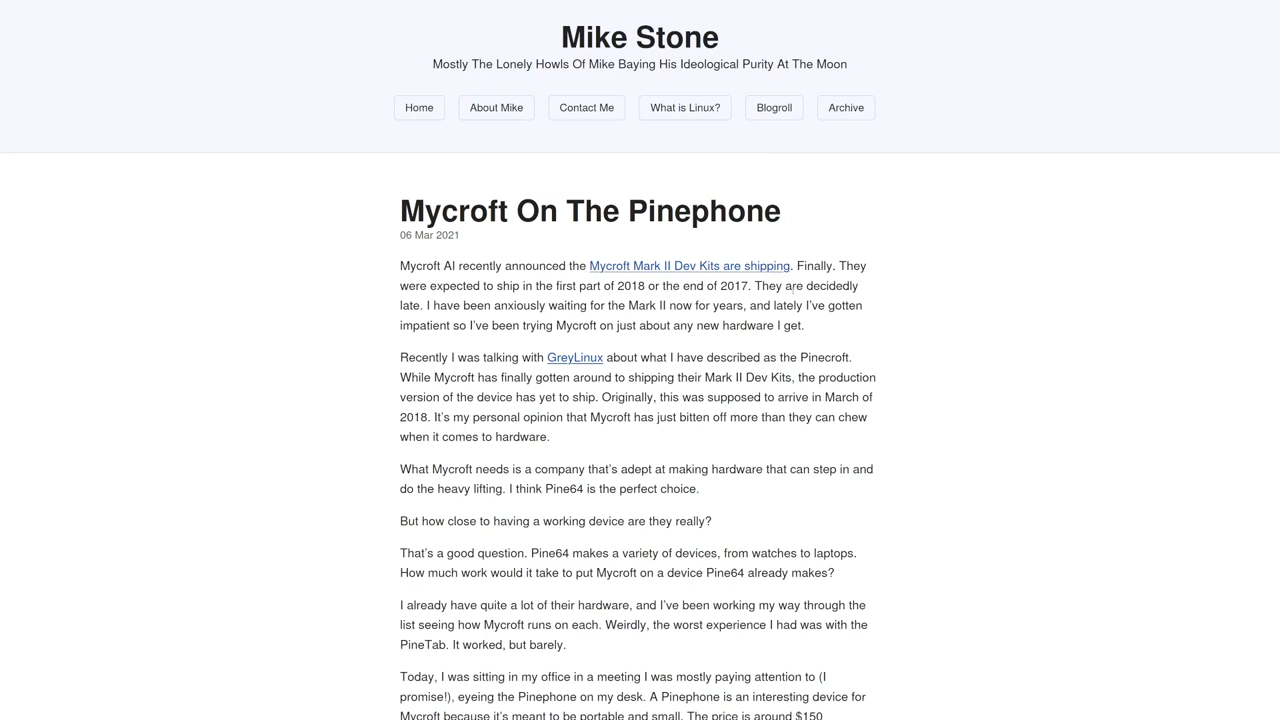 Mike Stone
Mostly The Lonely Howls Of Mike Baying His Ideological Purity At The Moon
Home
About Mike
Contact Me
What is Linux?
Blogroll
Archive
Mycroft On The Pinephone
06 Mar 2021
Mycroft AI recently announced the Mycroft Mark II Dev Kits are shipping. Finally. They
were expected to ship in the first part of 2018 or the end of 2017. They are decidedly
late. I have been anxiously waiting for the Mark II now for years, and lately I’ve gotten
impatient so I’ve been trying Mycroft on just about any new hardware I get.
Recently I was talking with GreyLinux about what I have described as the Pinecroft.
While Mycroft has finally gotten around to shipping their Mark II Dev Kits, the production
version of the device has yet to ship. Originally, this was supposed to arrive in March of
2018. It’s my personal opinion that Mycroft has just bitten off more than they can chew
when it comes to hardware.
What Mycroft needs is a company that’s adept at making hardware that can step in and
do the heavy lifting. I think Pine64 is the perfect choice.
But how close to having a working device are they really?
That’s a good question. Pine64 makes a variety of devices, from watches to laptops.
How much work would it take to put Mycroft on a device Pine64 already makes?
I already have quite a lot of their hardware, and I’ve been working my way through the
list seeing how Mycroft runs on each. Weirdly, the worst experience I had was with the
PineTab. It worked, but barely.
Today, I was sitting in my office in a meeting I was mostly paying attention to (I
promise!), eyeing the Pinephone on my desk. A Pinephone is an interesting device for
Mycroft because it’s meant to be portable and small. The price is around $150